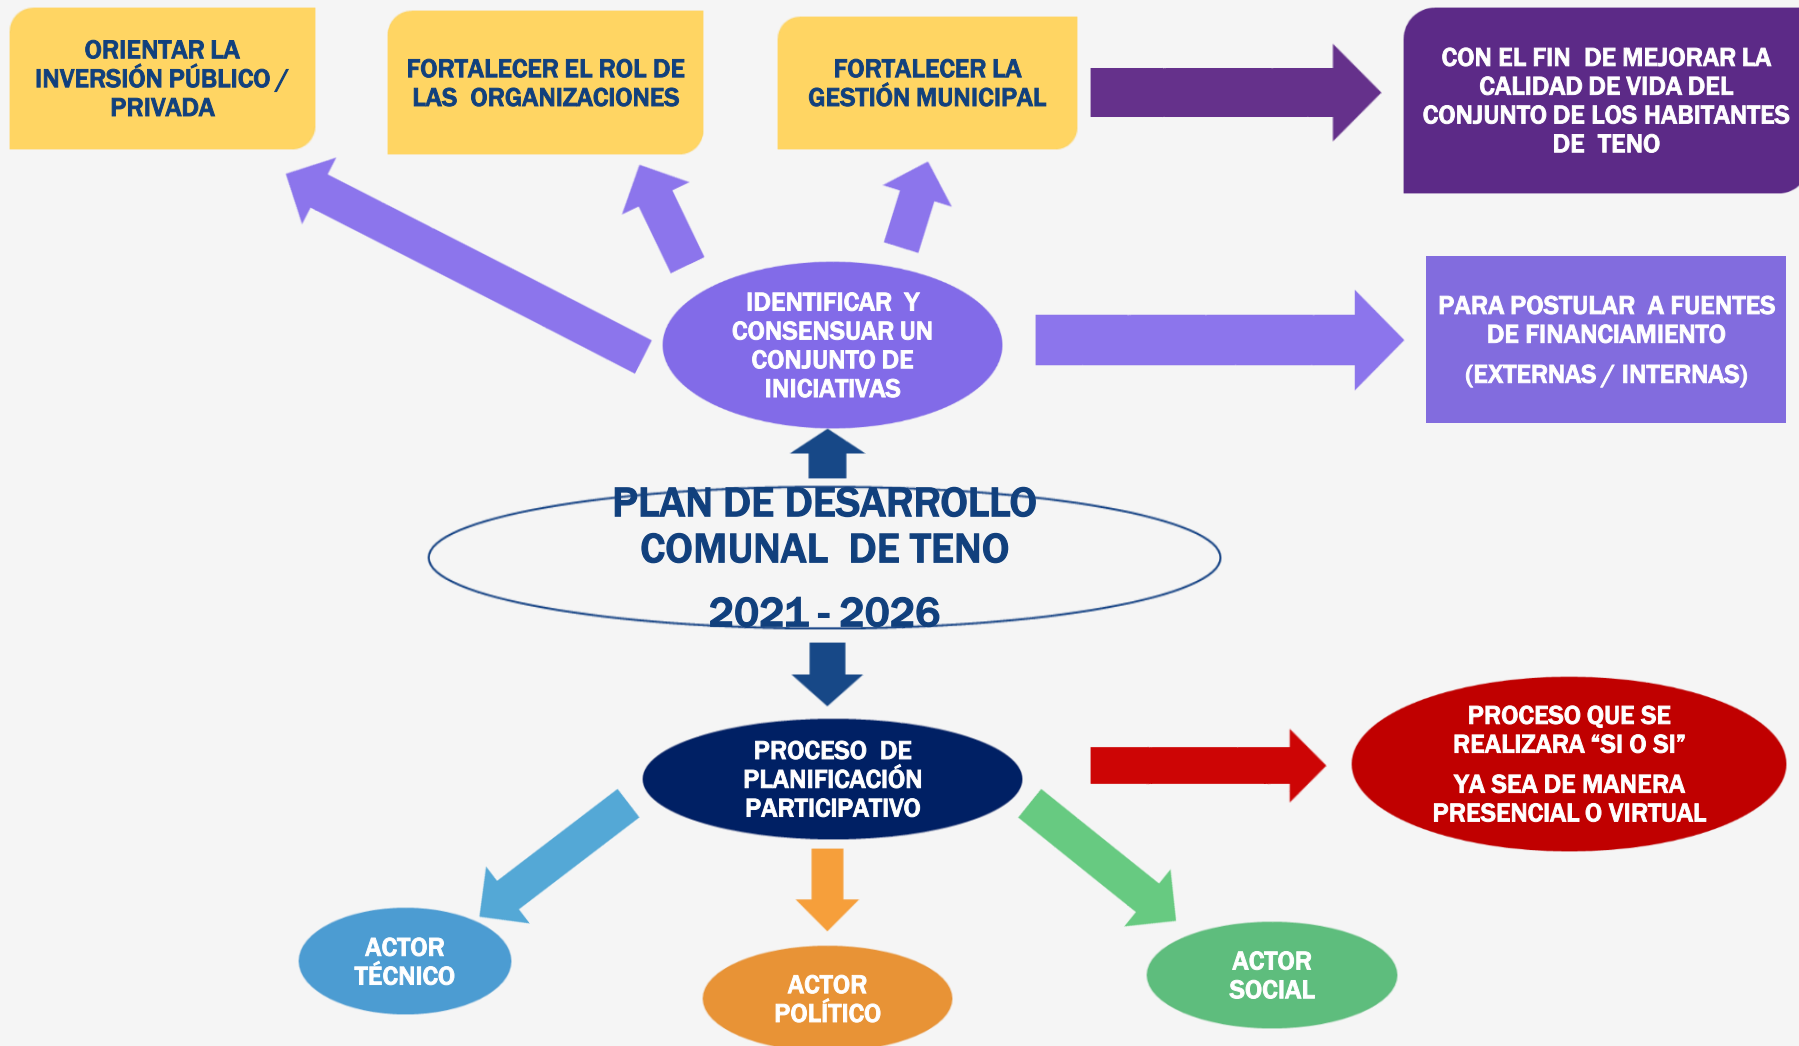 ORIENTAR LA
INVERSIÓN PÚBLICO /
PRIVADA
FORTALECER EL ROL DE
LAS ORGANIZACIONES
FORTALECER LA
GESTIÓN MUNICIPAL
CON EL FIN DE MEJORAR LA
CALIDAD DE VIDA DEL
CONJUNTO DE LOS HABITANTES
DE TENO
IDENTIFICAR Y
CONSENSUAR UN
CONJUNTO DE
INICIATIVAS
PARA POSTULAR A FUENTES
DE FINANCIAMIENTO
(EXTERNAS / INTERNAS)
PLAN DE DESARROLLO
COMUNAL DE TENO
2021 - 2026
PROCESO DE
PLANIFICACIÓN
PARTICIPATIVO
PROCESO QUE SE
REALIZARA “SI O SI”
YA SEA DE MANERA
PRESENCIAL O VIRTUAL
ACTOR
TÉCNICO
ACTOR
POLÍTICO
ACTOR
SOCIAL